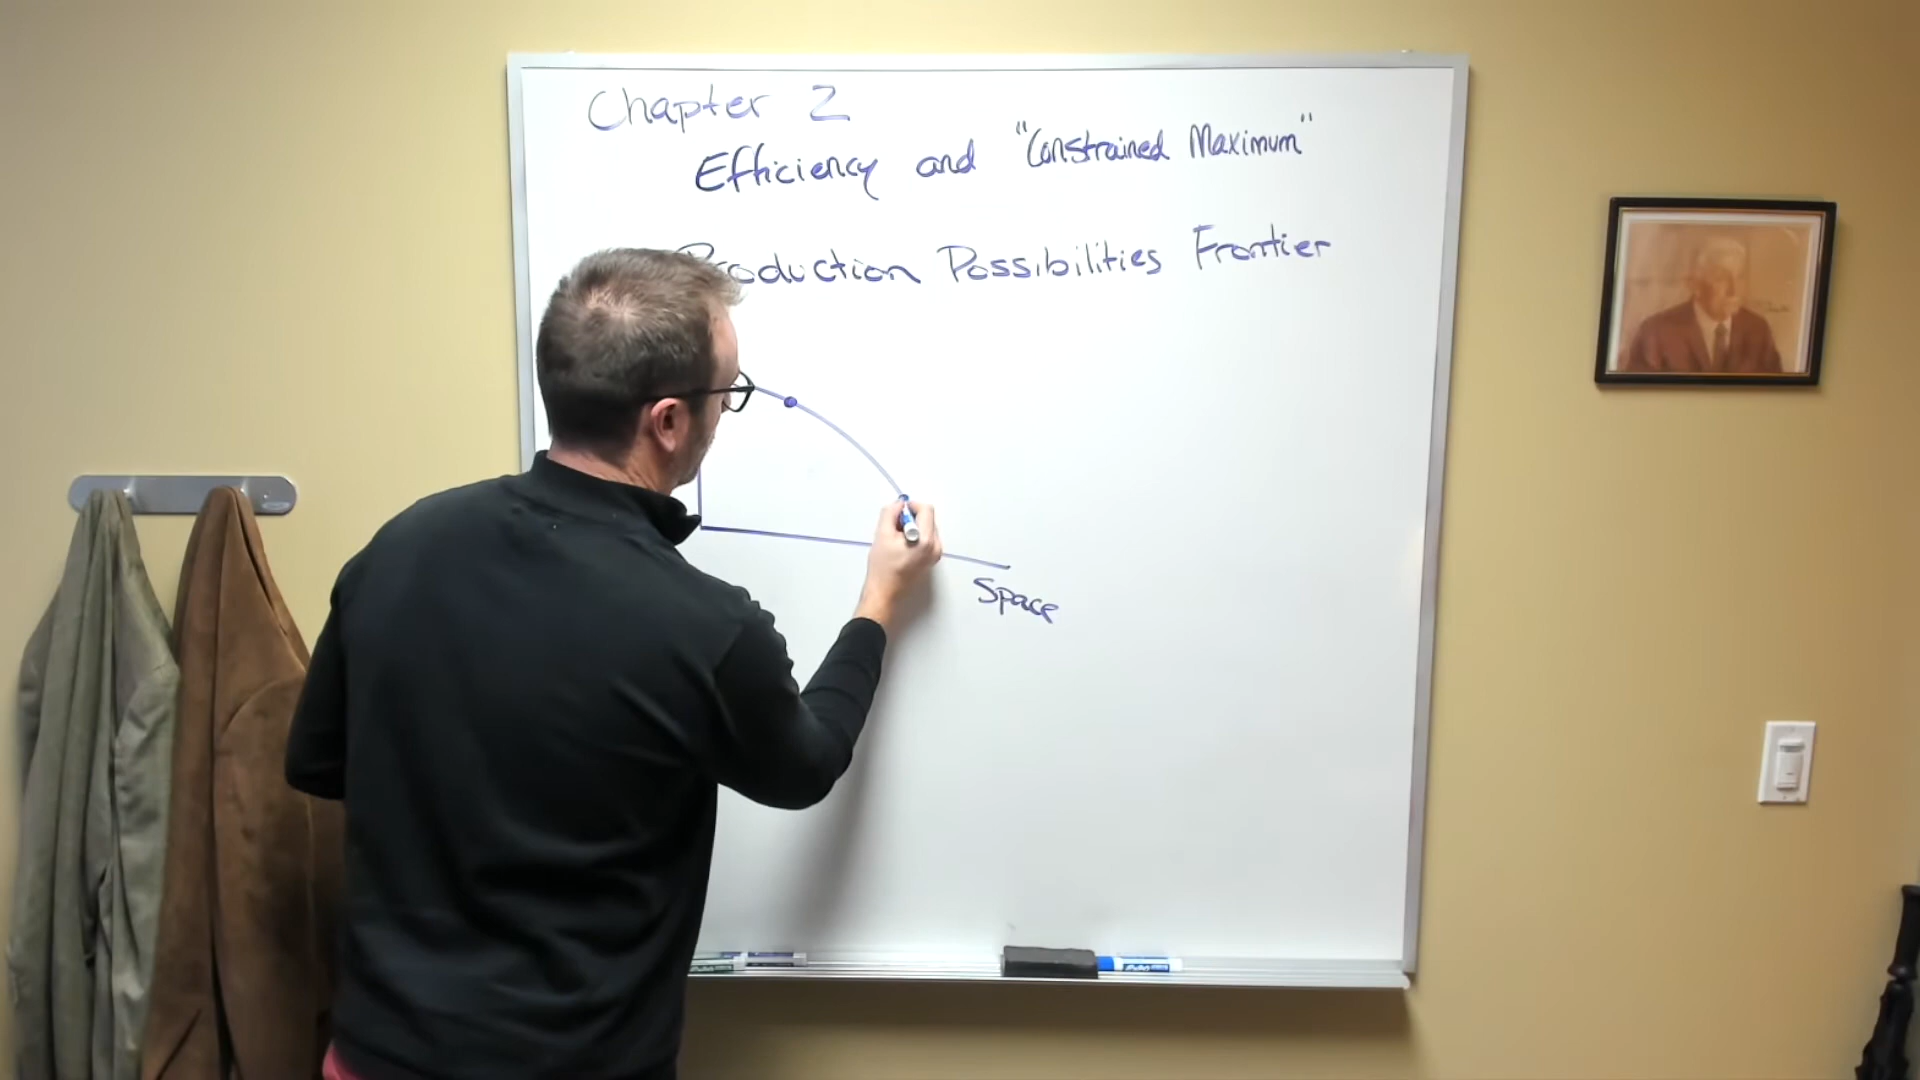 Chapter 2
Efficiency and "Constrained Maximum"
Production Possibilities Frontier
Space